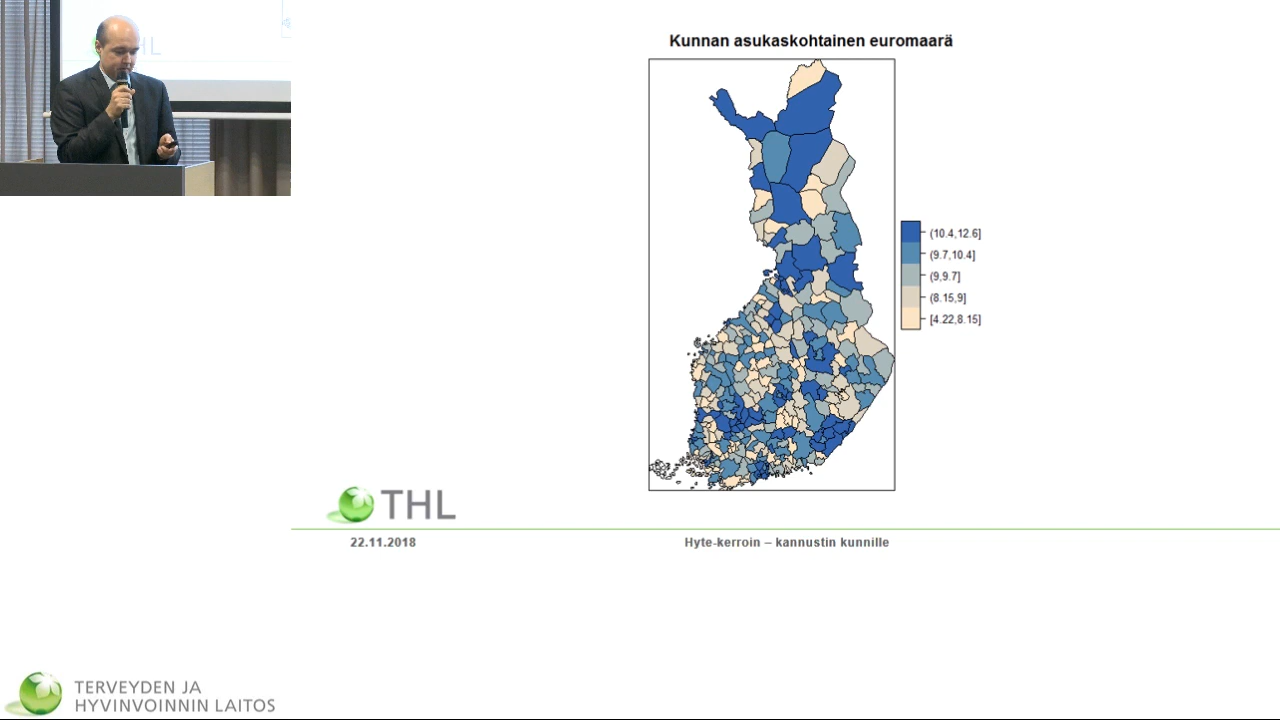 HL
Kunnan asukaskohtainen euromaarä
(10.4,12.6]
(9.7,10.4]
(9,9.7]
(8.15,9]
[4.22,8.15]
THL
22.11.2018
Hyte-kerroin – kannustin kunnille
TERVEYDEN JA
HYVINVOINNIN LAITOS